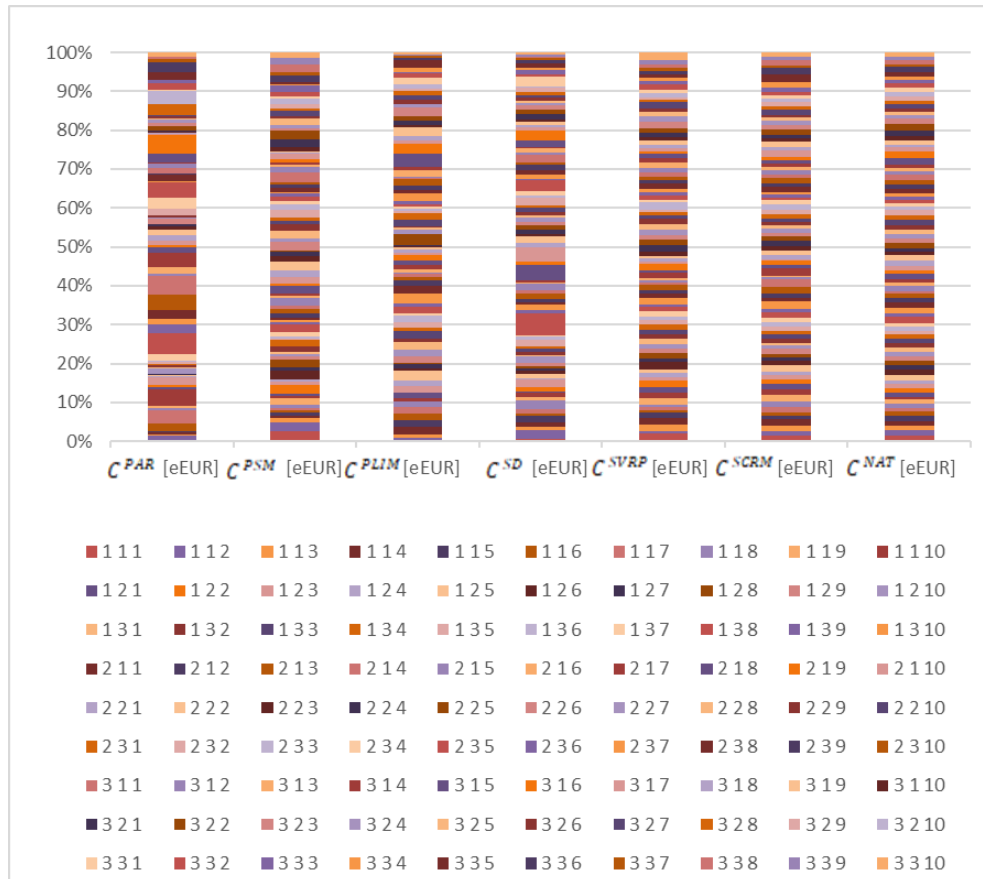 100%
90%
80%
70%
60%
50%
40%
30%
20%
10%
0%
C^PAR [eEUR] C^PSM [eEUR] C^PLIM [eEUR] C^SD [eEUR] C^SVRP [eEUR] C^SCRM [eEUR] C^NAT [eEUR]
1 1 1 1 1 2 1 1 3 1 1 4 1 1 5 1 1 6 1 1 7 1 1 8 1 1 9 1 1 10
1 2 1 1 2 2 1 2 3 1 2 4 1 2 5 1 2 6 1 2 7 1 2 8 1 2 9 1 2 10
1 3 1 1 3 2 1 3 3 1 3 4 1 3 5 1 3 6 1 3 7 1 3 8 1 3 9 1 3 10
2 1 1 2 1 2 2 1 3 2 1 4 2 1 5 2 1 6 2 1 7 2 1 8 2 1 9 2 1 10
2 2 1 2 2 2 2 2 3 2 2 4 2 2 5 2 2 6 2 2 7 2 2 8 2 2 9 2 2 10
2 3 1 2 3 2 2 3 3 2 3 4 2 3 5 2 3 6 2 3 7 2 3 8 2 3 9 2 3 10
3 1 1 3 1 2 3 1 3 3 1 4 3 1 5 3 1 6 3 1 7 3 1 8 3 1 9 3 1 10
3 2 1 3 2 2 3 2 3 3 2 4 3 2 5 3 2 6 3 2 7 3 2 8 3 2 9 3 2 10
3 3 1 3 3 2 3 3 3 3 3 4 3 3 5 3 3 6 3 3 7 3 3 8 3 3 9 3 3 10